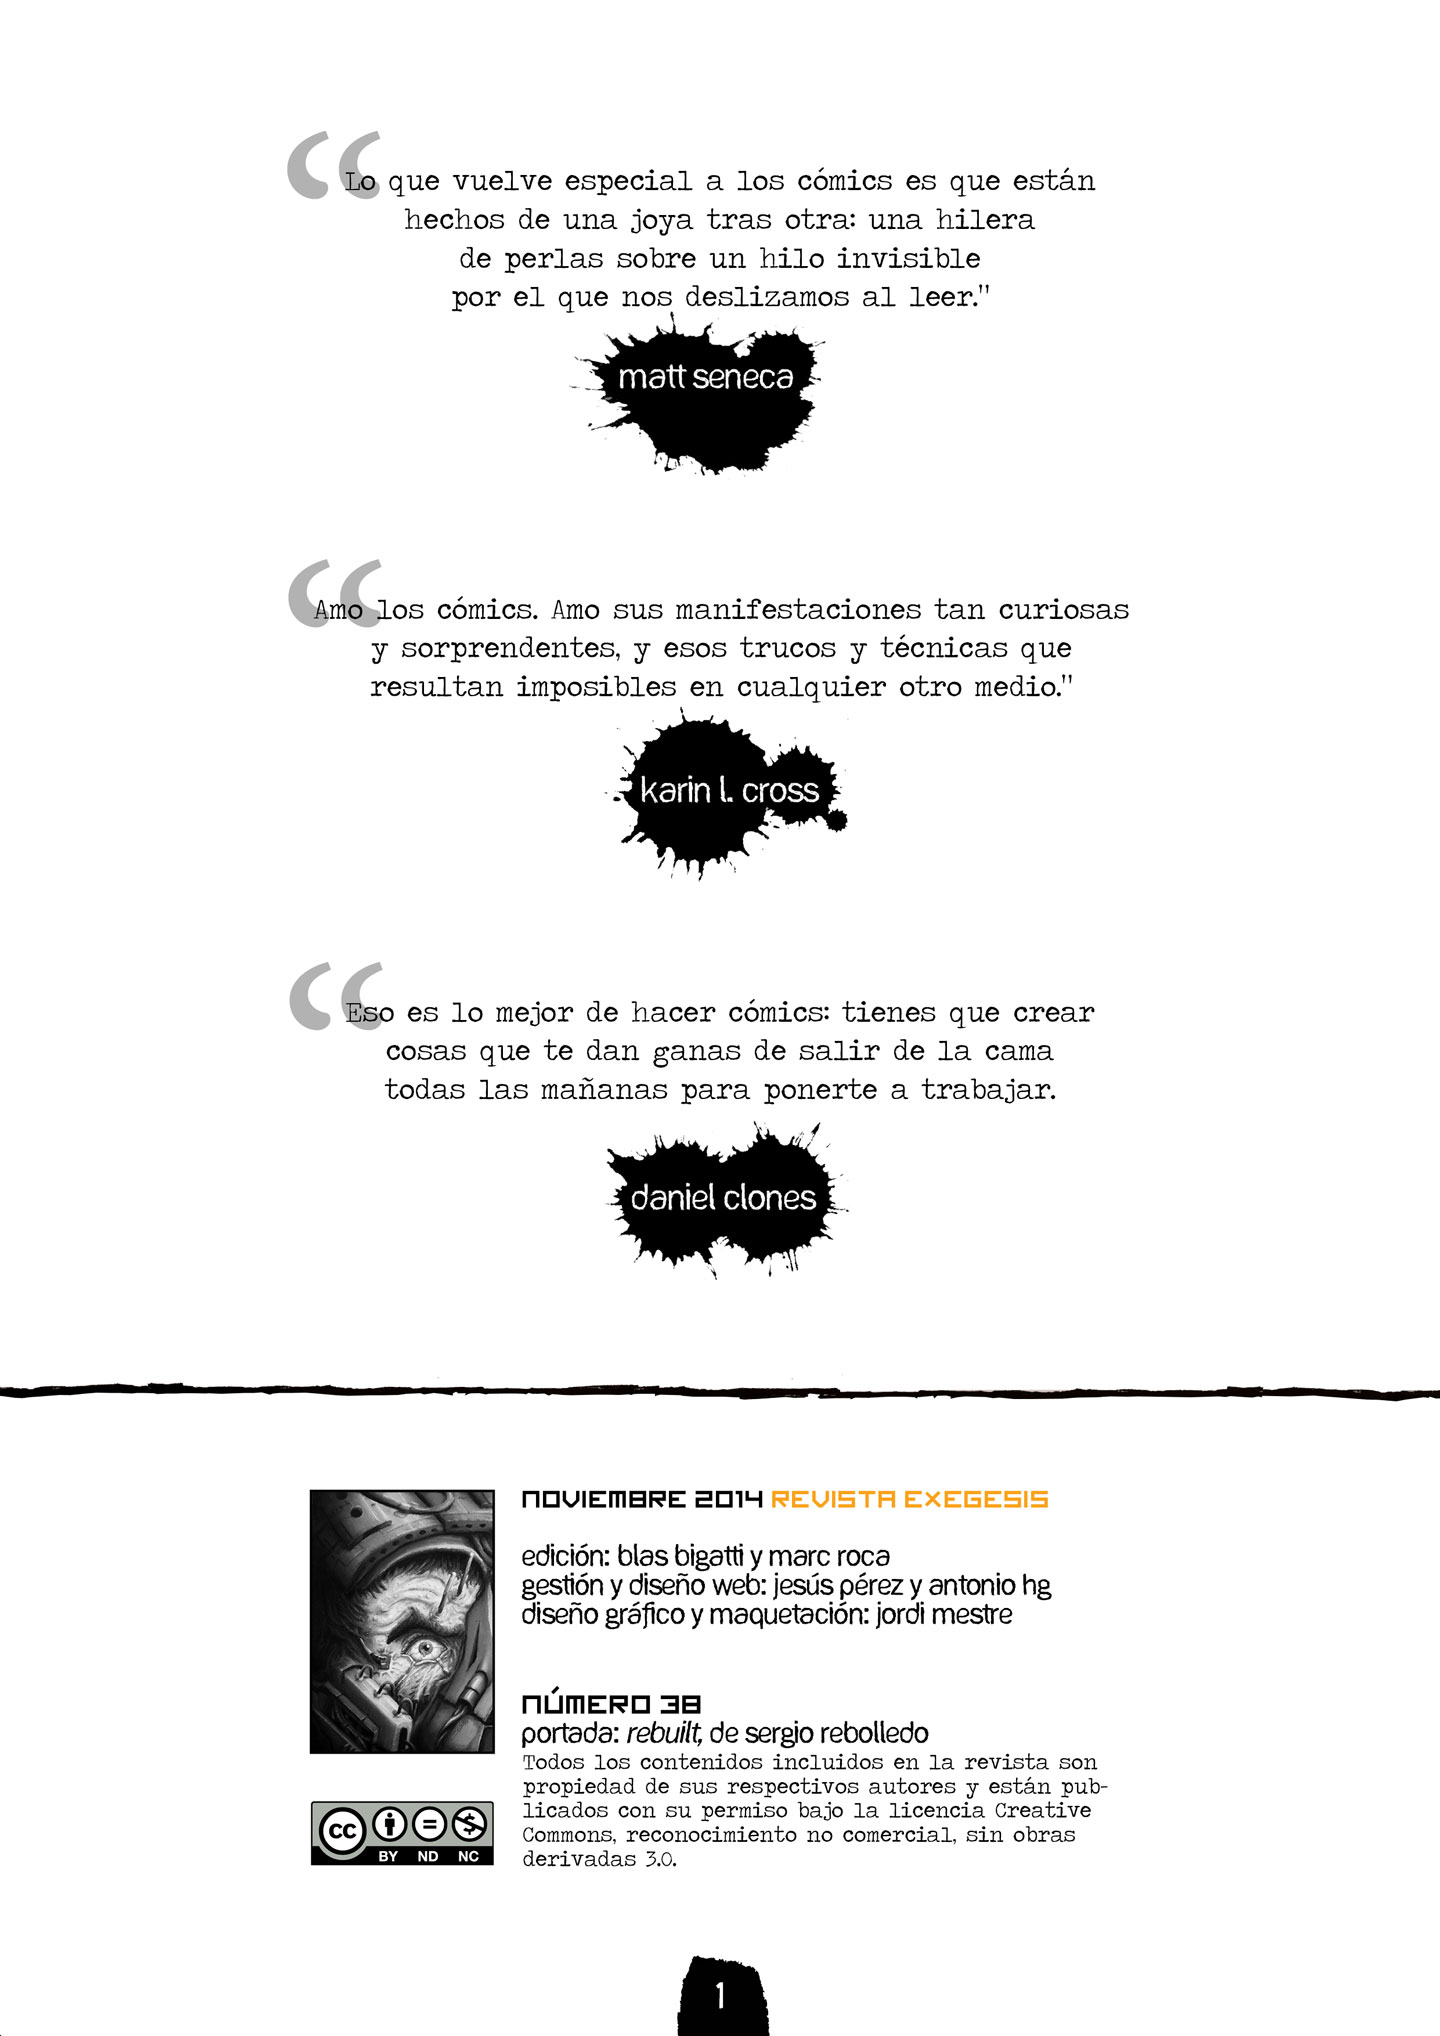 “Lo que vuelve especial a los cómics es que están
hechos de una joya tras otra: una hilera
de perlas sobre un hilo invisible
por el que nos deslizamos al leer."
matt seneca
“Amo los cómics. Amo sus manifestaciones tan curiosas
y sorprendentes, y esos trucos y técnicas que
resultan imposibles en cualquier otro medio."
karin l. cross
“Eso es lo mejor de hacer cómics: tienes que crear
cosas que te dan ganas de salir de la cama
todas las mañanas para ponerte a trabajar.
daniel clones
NOVIEMBRE 2014 REVISTA EXEGESIS
edición: blas bigatti y marc roca
gestión y diseño web: jesús pérez y antonio hg
diseño gráfico y maquetación: jordi mestre
NÚMERO 38
portada: rebuilt, de sergio rebolledo
Todos los contenidos incluidos en la revista son
propiedad de sus respectivos autores y están pub-
licados con su permiso bajo la licencia Creative
Commons, reconocimiento no comercial, sin obras
derivadas 3.0.
cc BY ND NC
1